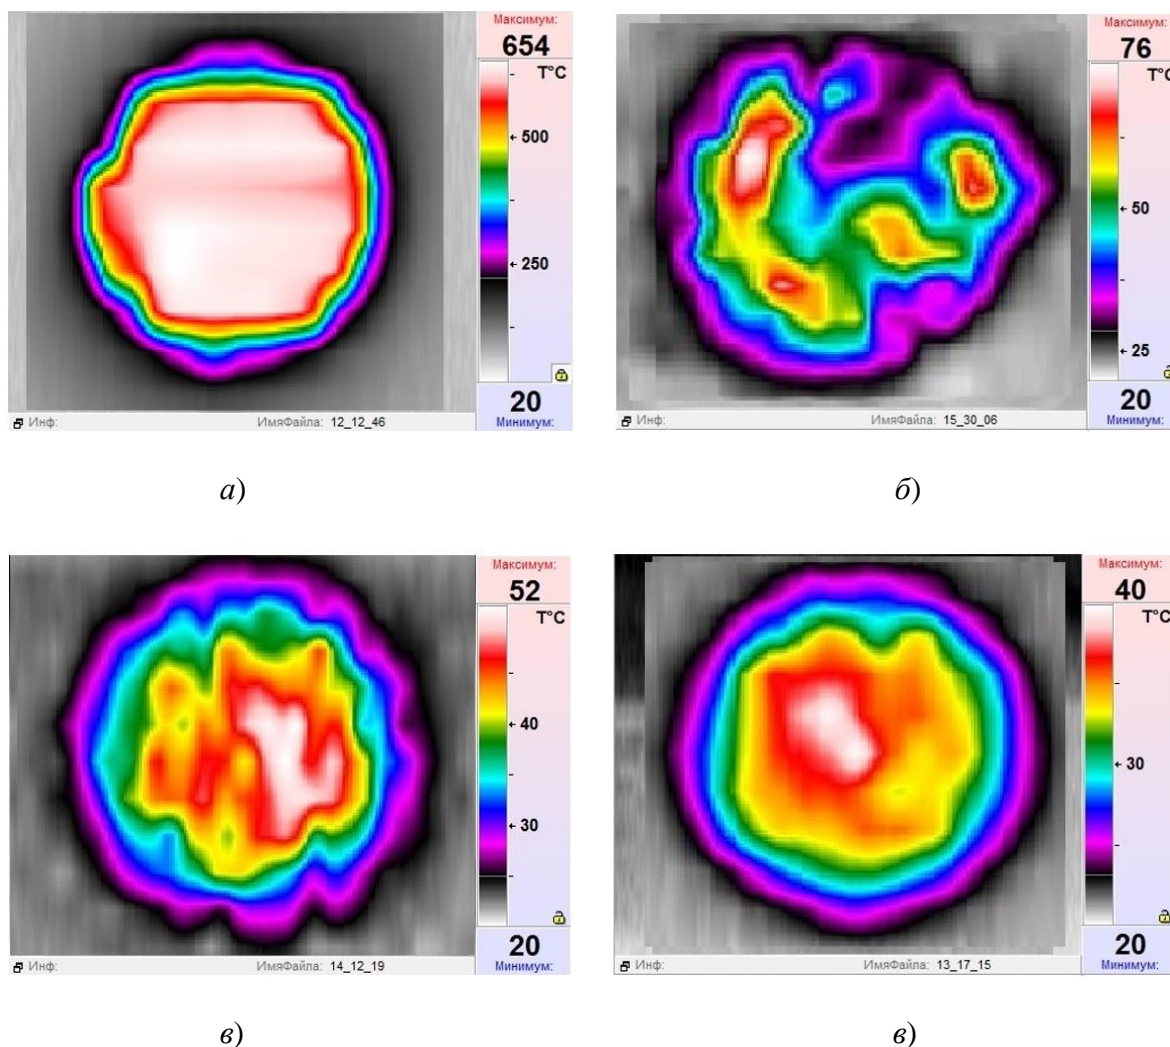 Максимум:
654
T°C
500
250
20
Минимум:
Инф:
ИмяФайла: 12_12_46
Максимум:
76
T°C
50
25
20
Минимум:
Инф:
ИмяФайла: 15_30_06
а)
б)
Максимум:
52
T°C
40
30
20
Минимум:
Инф:
ИмяФайла: 14_12_19
Максимум:
40
T°C
30
20
Минимум:
Инф:
ИмяФайла: 13_17_15
в)
в)